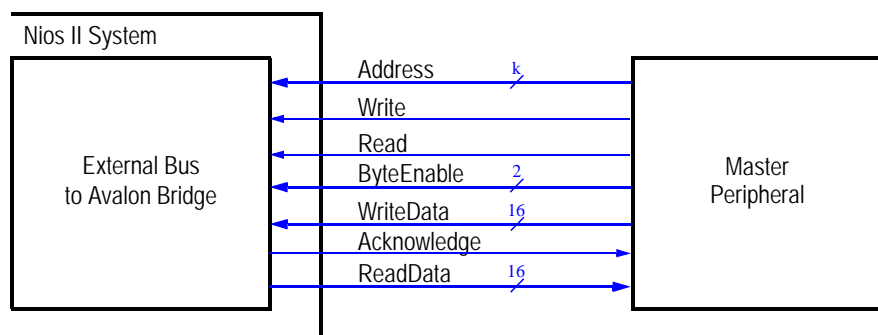 Nios II System
Address k
Write
Read
External Bus
to Avalon Bridge
ByteEnable 2
WriteData 16
Acknowledge
ReadData 16
Master
Peripheral